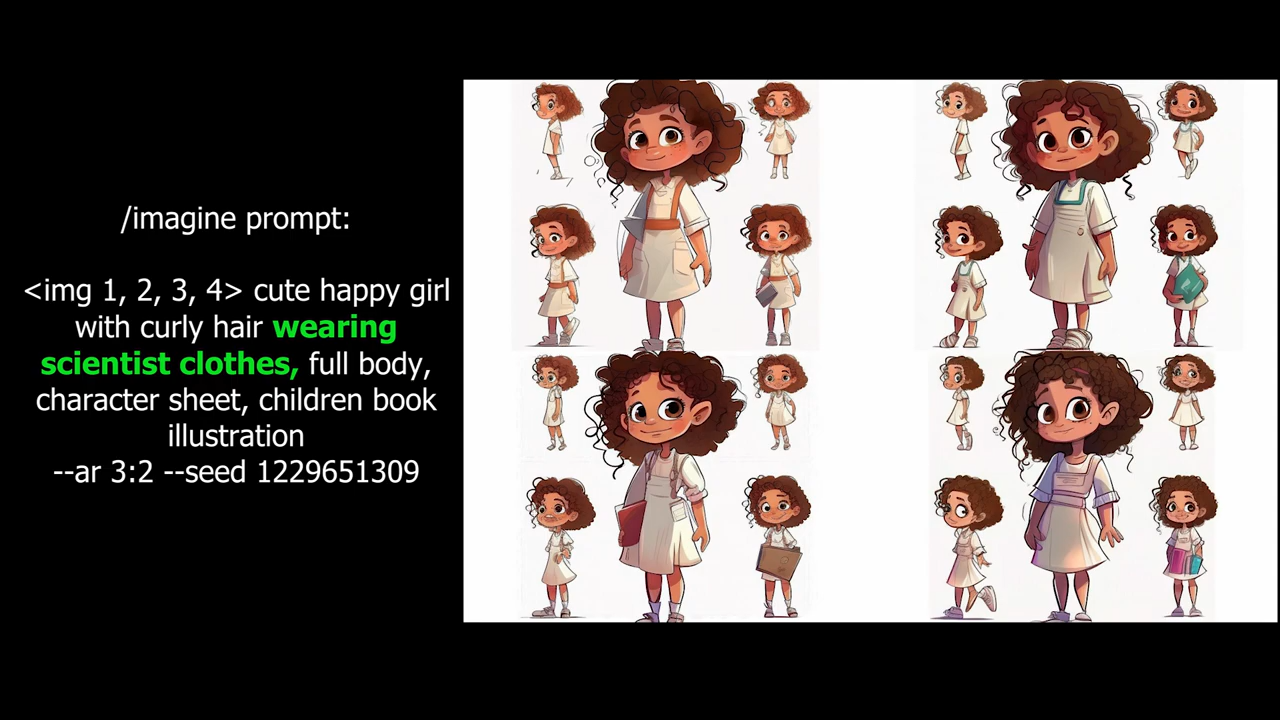 /imagine prompt:
<img 1, 2, 3, 4> cute happy girl
with curly hair wearing
scientist clothes, full body,
character sheet, children book
illustration
--ar 3:2 --seed 1229651309